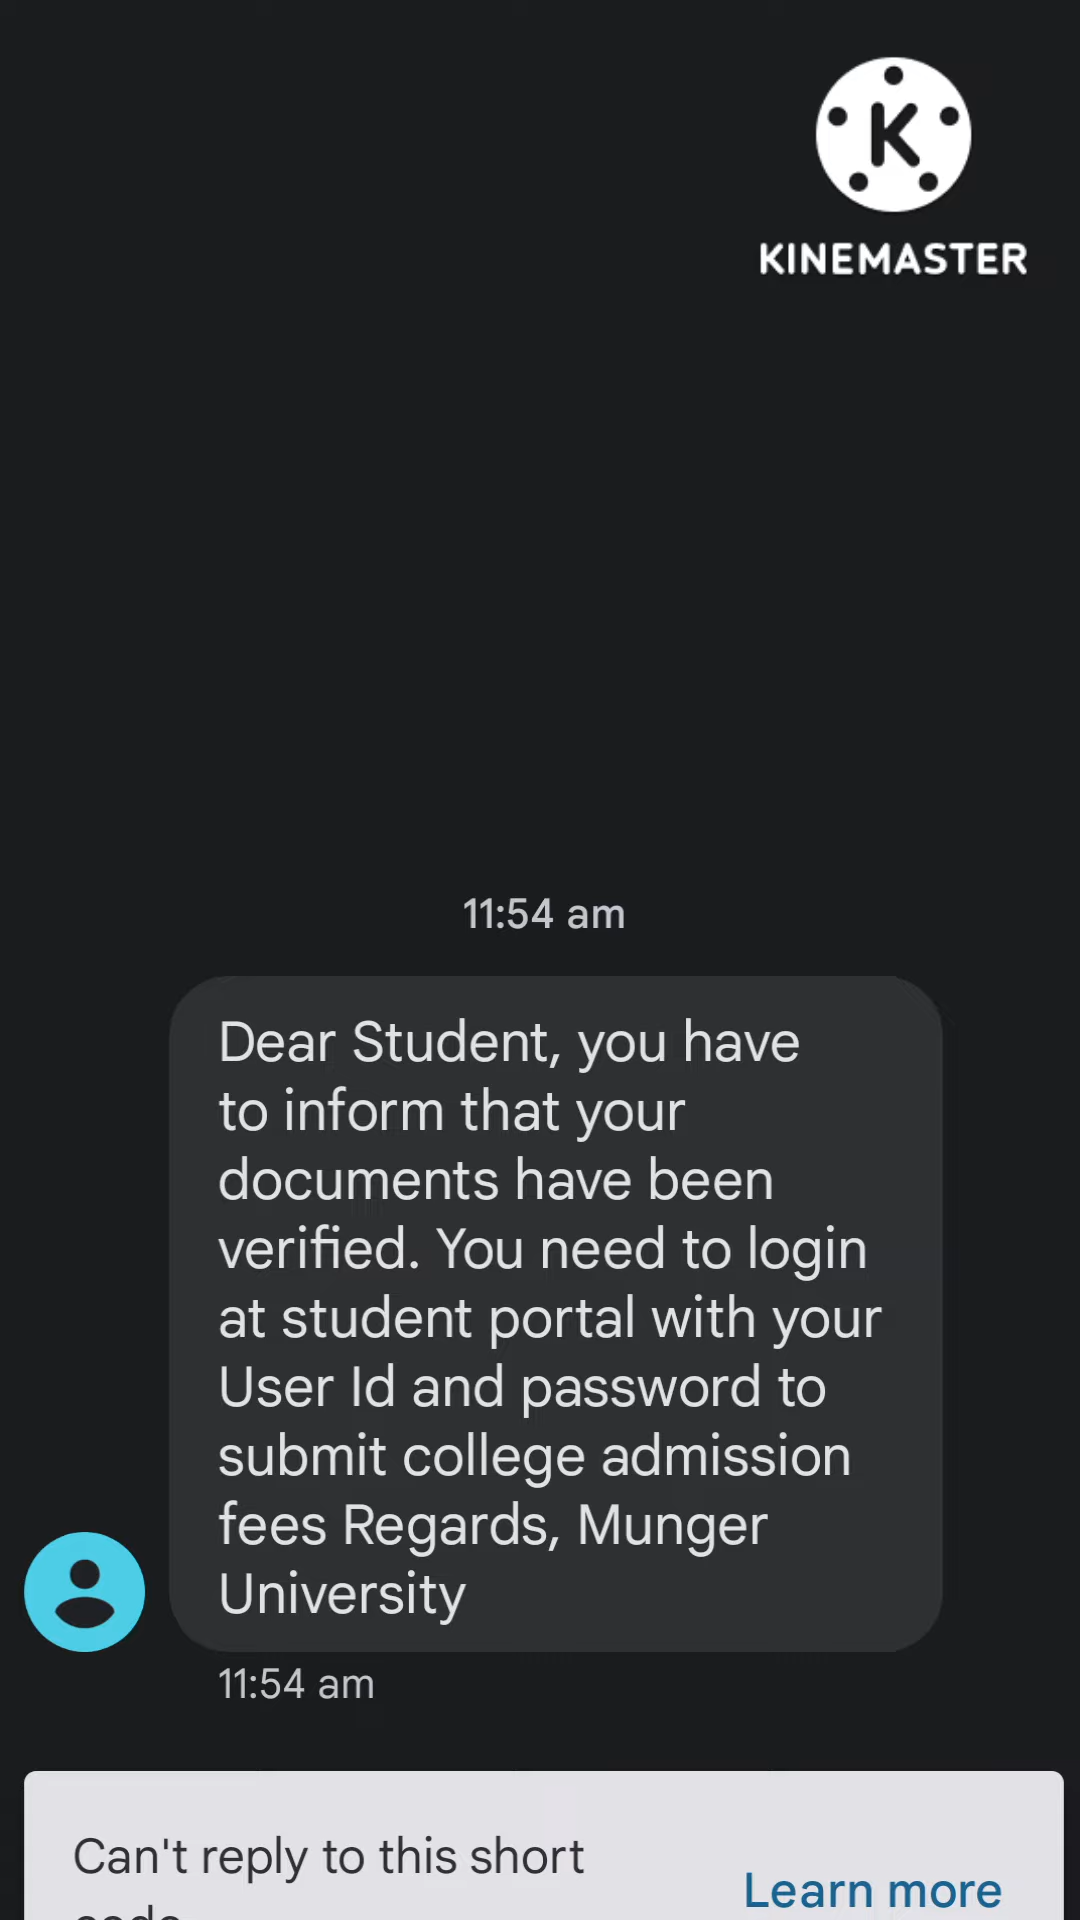 K
KINEMASTER
11:54 am
Dear Student, you have
to inform that your
documents have been
verified. You need to login
at student portal with your
User Id and password to
submit college admission
fees Regards, Munger
University
11:54 am
Can't reply to this short
code
Learn more